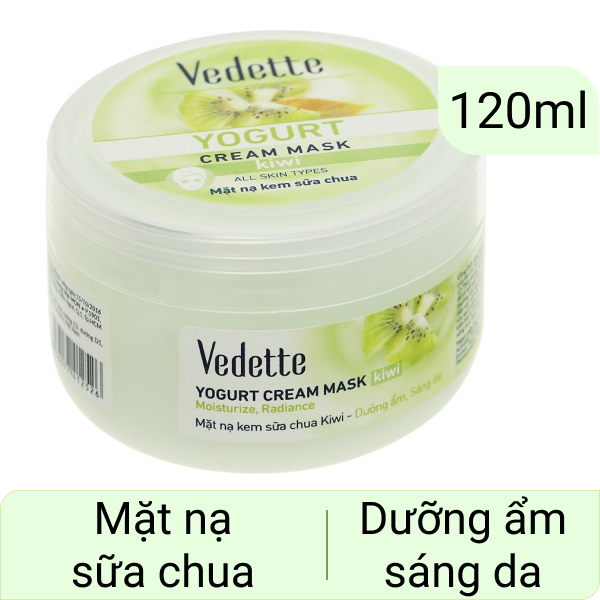 Vedette
YOGURT
CREAM MASK
kiwi
ALL SKIN TYPES
Mặt nạ kem sữa chua
120ml
Vedette
YOGURT CREAM MASK kiwi
Moisturize, Radiance
Mặt nạ kem sữa chua Kiwi - Dưỡng ẩm, Sáng da
Mặt nạ
sữa chua
Dưỡng ẩm
sáng da